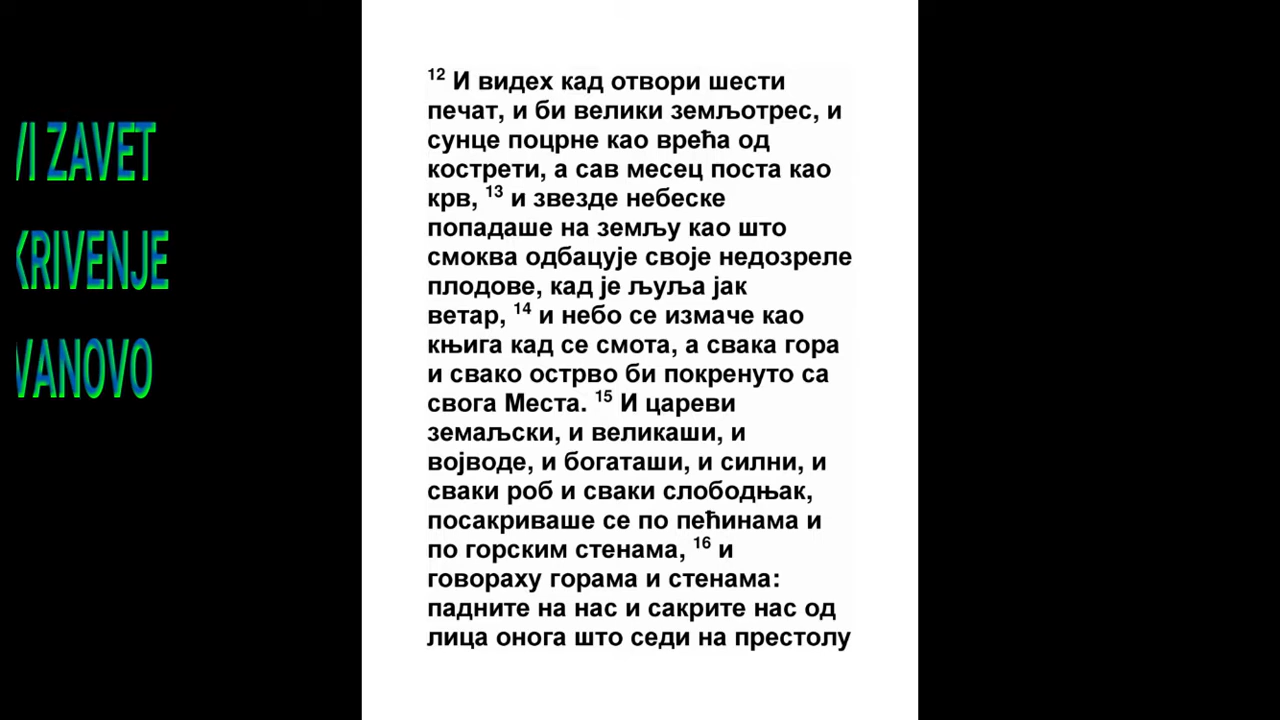 VI ZAVET
KRIVENJE
VANOVO
12 И видех кад отвори шести
печат, и би велики земљотрес, и
сунце поцрне као врећа од
кострети, а сав месец поста као
крв, 13 и звезде небеске
попадаше на земљу као што
смоква одбацује своје недозреле
плодове, кад је љуља јак
ветар, 14 и небо се измаче као
књига кад се смота, а свака гора
и свако острво би покренуто са
свога Места. 15 И цареви
земаљски, и великаши, и
војводе, и богаташи, и силни, и
сваки роб и сваки слободњак,
посакриваше се по пећинама и
по горским стенама, 16 и
говораху горама и стенама:
падните на нас и сакрите нас од
лица онога што седи на престолу